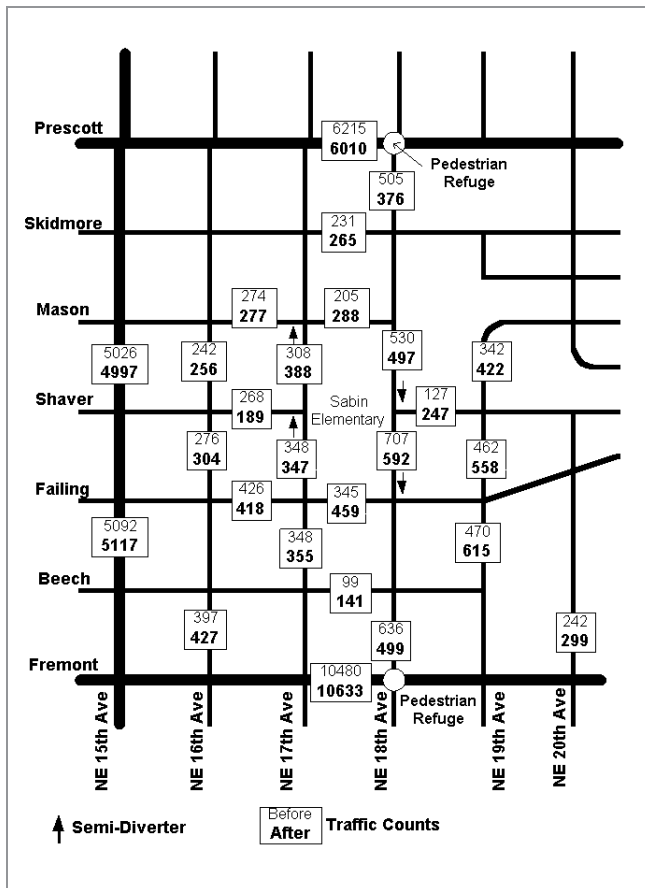 Prescott
6215
6010
Pedestrian
Refuge
505
376
Skidmore
231
265
Mason
274
277
205
288
5026
4997
242
256
308
388
530
497
342
422
Shaver
268
189
Sabin
Elementary
127
247
276
304
348
347
707
592
462
558
Failing
426
418
345
459
5092
5117
348
355
470
615
Beech
99
141
397
427
636
499
242
299
Fremont
10480
10633
Pedestrian
Refuge
NE 15th Ave
NE 16th Ave
NE 17th Ave
NE 18th Ave
NE 19th Ave
NE 20th Ave
Semi-Diverter
Before
After
Traffic Counts